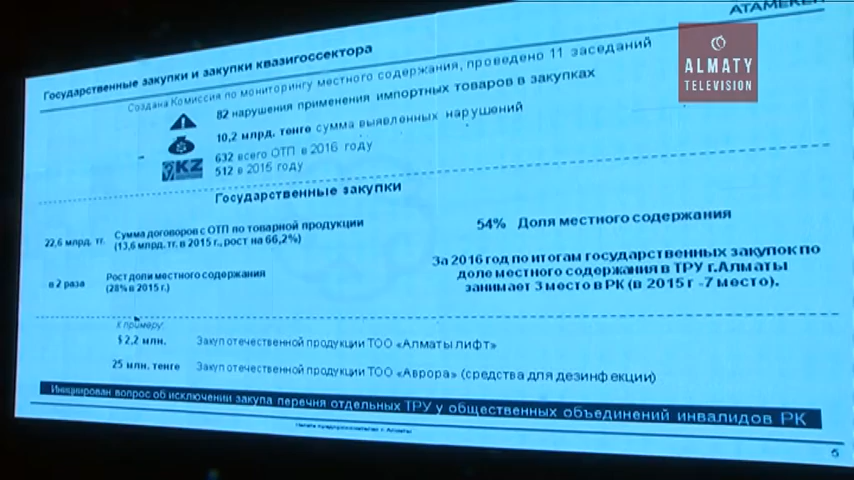 АТАМЕКЕН
ALMATY
TELEVISION
Государственные закупки и закупки квазигоссектора
Создана Комиссия по мониторингу местного содержания, проведено 11 заседаний
82 нарушения применения импортных товаров в закупках
10,2 млрд. тенге сумма выявленных нарушений
KZ
632 всего ОТП в 2016 году
512 в 2015 году
Государственные закупки
22,6 млрд. тг. Сумма договоров с ОТП по товарной продукции
(13,6 млрд. тг. в 2015 г., рост на 66,2%)
54% Доля местного содержания
в 2 раза Рост доли местного содержания
(28% в 2015 г.)
За 2016 год по итогам государственных закупок по
доле местного содержания в ТРУ г.Алматы
занимает 3 место в РК (в 2015 г -7 место).
К примеру:
$ 2,2 млн. Закуп отечественной продукции ТОО «Алматы лифт»
25 млн. тенге Закуп отечественной продукции ТОО «Аврора» (средства для дезинфекции)
Инициирован вопрос об исключении закупа перечня отдельных ТРУ у общественных объединений инвалидов РК
Палата предпринимателей г. Алматы
5